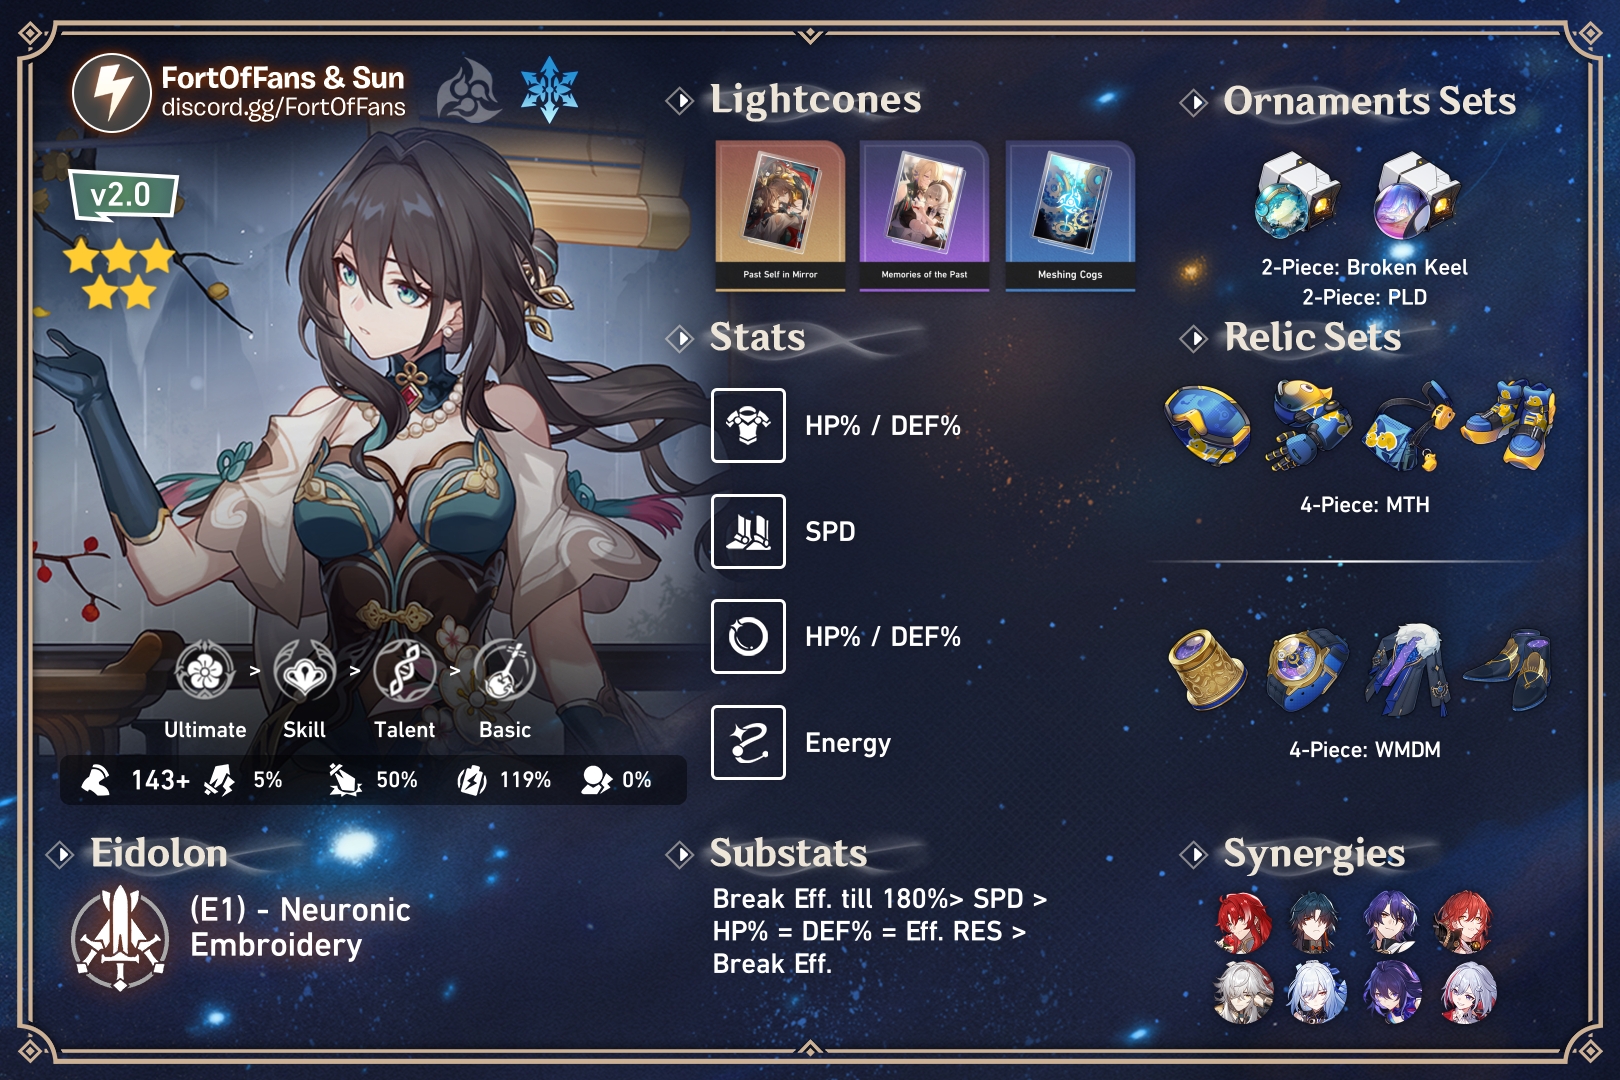 FortOfFans & Sun
discord.gg/FortOfFans
v2.0
Ultimate > Skill > Talent > Basic
143+ 5% 50% 119% 0%
Eidolon
(E1) - Neuronic
Embroidery
Lightcones
Past Self in Mirror
Memories of the Past
Meshing Cogs
Stats
HP% / DEF%
SPD
HP% / DEF%
Energy
Substats
Break Eff. till 180%> SPD >
HP% = DEF% = Eff. RES >
Break Eff.
Ornaments Sets
2-Piece: Broken Keel
2-Piece: PLD
Relic Sets
4-Piece: MTH
4-Piece: WMDM
Synergies